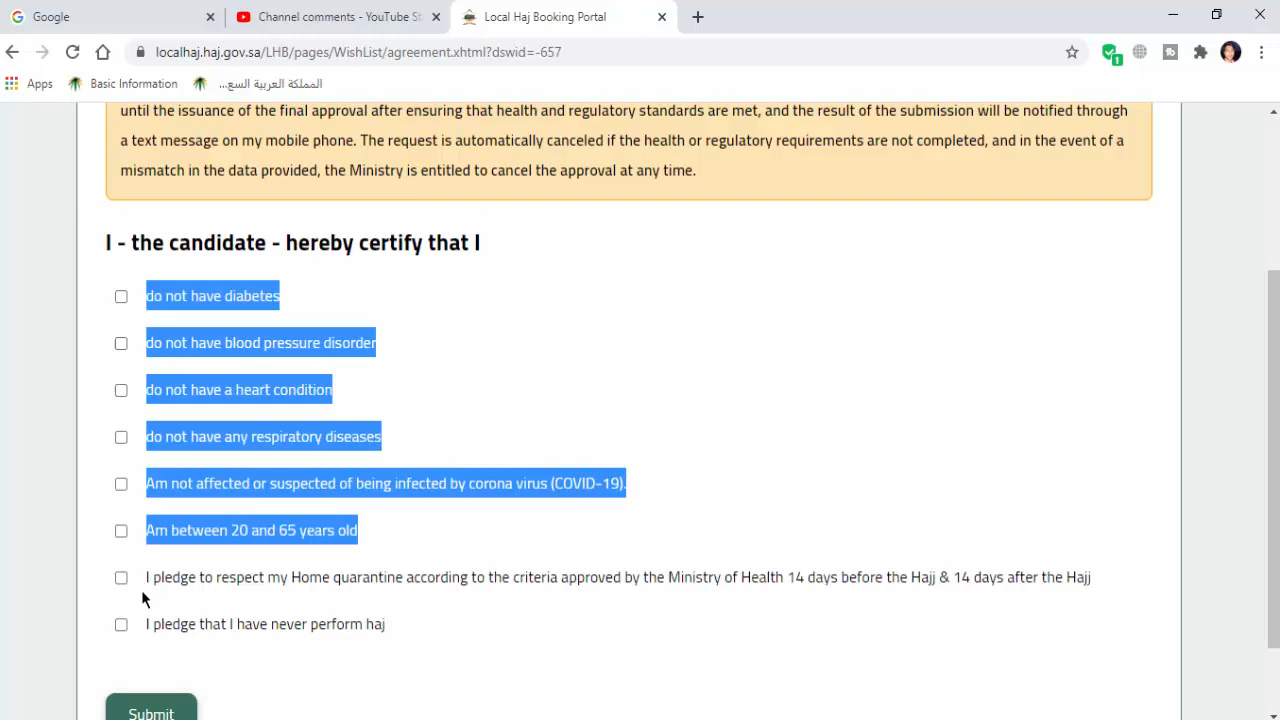 Google
Channel comments - YouTube St
Local Haj Booking Portal
localhaj.haj.gov.sa/LHB/pages/WishList/agreement.xhtml?dswid=-657
1
Apps
Basic Information
المملكة العربية السع...
until the issuance of the final approval after ensuring that health and regulatory standards are met, and the result of the submission will be notified through
a text message on my mobile phone. The request is automatically canceled if the health or regulatory requirements are not completed, and in the event of a
mismatch in the data provided, the Ministry is entitled to cancel the approval at any time.
I - the candidate - hereby certify that I
do not have diabetes
do not have blood pressure disorder
do not have a heart condition
do not have any respiratory diseases
Am not affected or suspected of being infected by corona virus (COVID-19).
Am between 20 and 65 years old
I pledge to respect my Home quarantine according to the criteria approved by the Ministry of Health 14 days before the Hajj & 14 days after the Hajj
I pledge that I have never perform haj
Submit